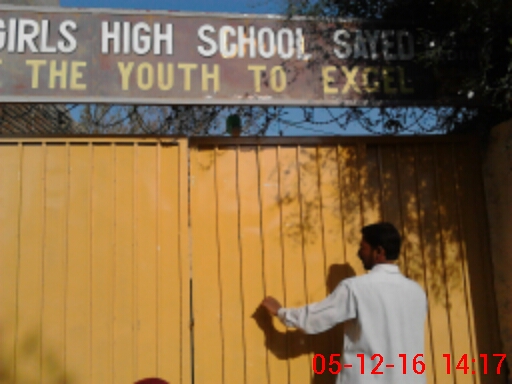 GIRLS HIGH SCHOOL SAYED
THE YOUTH TO EXCEL
05-12-16 14:17